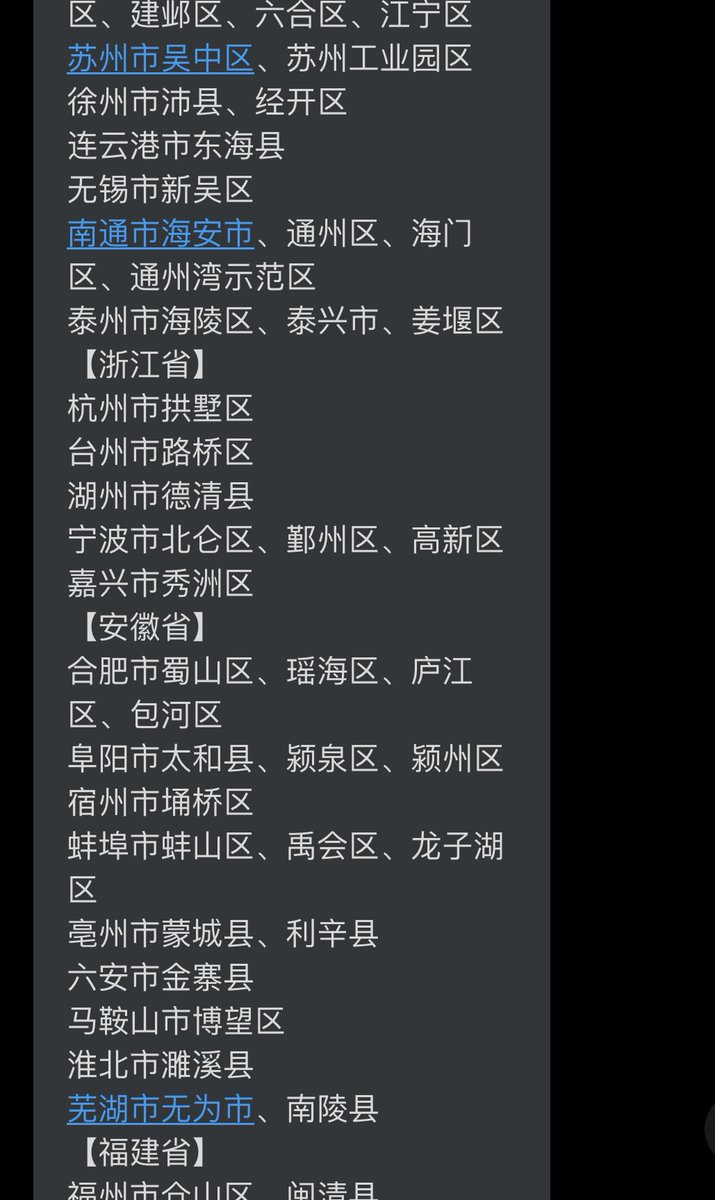 区、建邺区、六合区、江宁区
苏州市吴中区、苏州工业园区
徐州市沛县、经开区
连云港市东海县
无锡市新吴区
南通市海安市、通州区、海门
区、通州湾示范区
泰州市海陵区、泰兴市、姜堰区
【浙江省】
杭州市拱墅区
台州市路桥区
湖州市德清县
宁波市北仑区、鄞州区、高新区
嘉兴市秀洲区
【安徽省】
合肥市蜀山区、瑶海区、庐江
区、包河区
阜阳市太和县、颍泉区、颍州区
宿州市埇桥区
蚌埠市蚌山区、禹会区、龙子湖
区
亳州市蒙城县、利辛县
六安市金寨县
马鞍山市博望区
淮北市濉溪县
芜湖市无为市、南陵县
【福建省】
福州市仓山区、闽清县